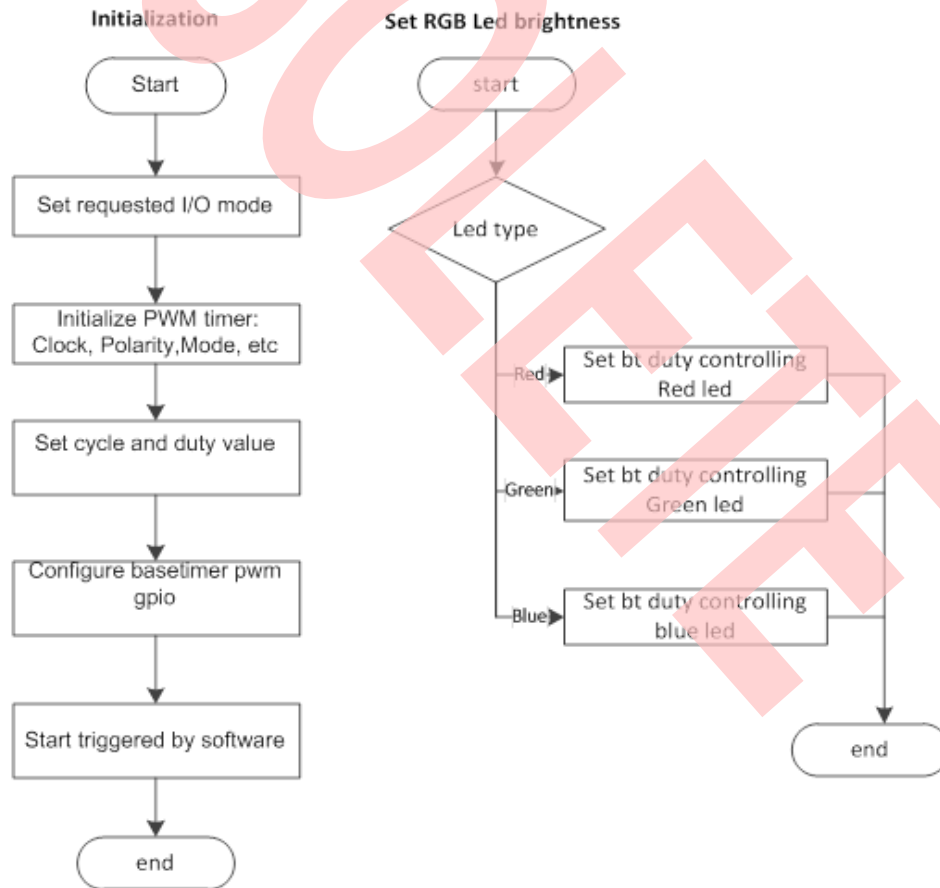 Initialization
Start
Set requested I/O mode
Initialize PWM timer:
Clock, Polarity,Mode, etc
Set cycle and duty value
Configure basetimer pwm
gpio
Start triggered by software
end
Set RGB Led brightness
start
Led type
Red
Set bt duty controlling
Red led
Green
Set bt duty controlling
Green led
Blue
Set bt duty controlling
blue led
end